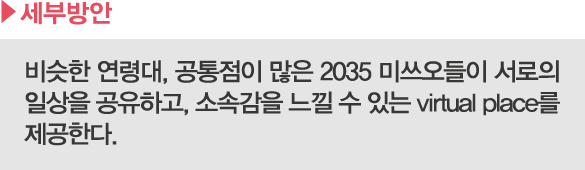 ▶세부방안
비슷한 연령대, 공통점이 많은 2035 미쓰오들이 서로의
일상을 공유하고, 소속감을 느낄 수 있는 virtual place를
제공한다.